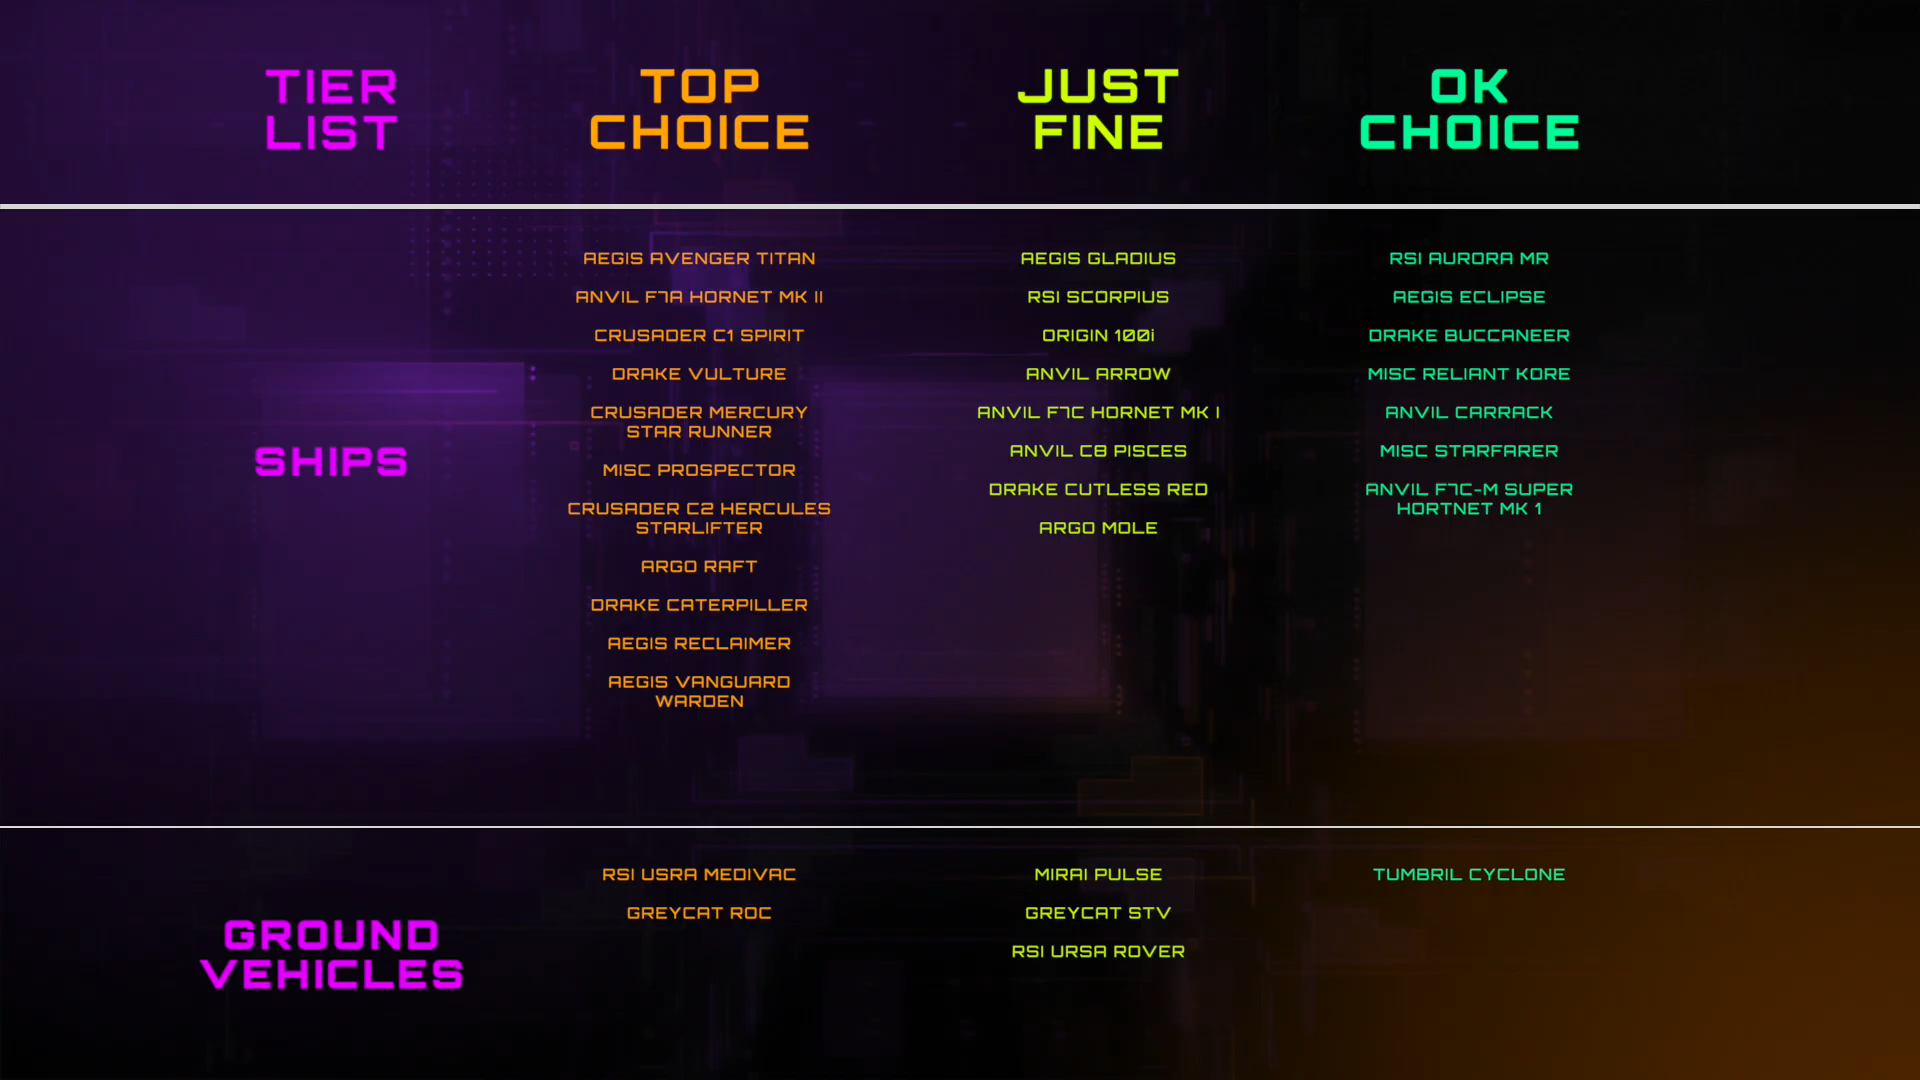 TIER
LIST
TOP
CHOICE
JUST
FINE
OK
CHOICE
SHIPS
AEGIS AVENGER TITAN
ANVIL F7A HORNET MK II
CRUSADER C1 SPIRIT
DRAKE VULTURE
CRUSADER MERCURY
STAR RUNNER
MISC PROSPECTOR
CRUSADER C2 HERCULES
STARLIFTER
ARGO RAFT
DRAKE CATERPILLER
AEGIS RECLAIMER
AEGIS VANGUARD
WARDEN
AEGIS GLADIUS
RSI SCORPIUS
ORIGIN 100i
ANVIL ARROW
ANVIL F7C HORNET MK I
ANVIL C8 PISCES
DRAKE CUTLESS RED
ARGO MOLE
RSI AURORA MR
AEGIS ECLIPSE
DRAKE BUCCANEER
MISC RELIANT KORE
ANVIL CARRACK
MISC STARFARER
ANVIL F7C-M SUPER
HORTNET MK 1
GROUND
VEHICLES
RSI USRA MEDIVAC
GREYCAT ROC
MIRAI PULSE
GREYCAT STV
RSI URSA ROVER
TUMBRIL CYCLONE